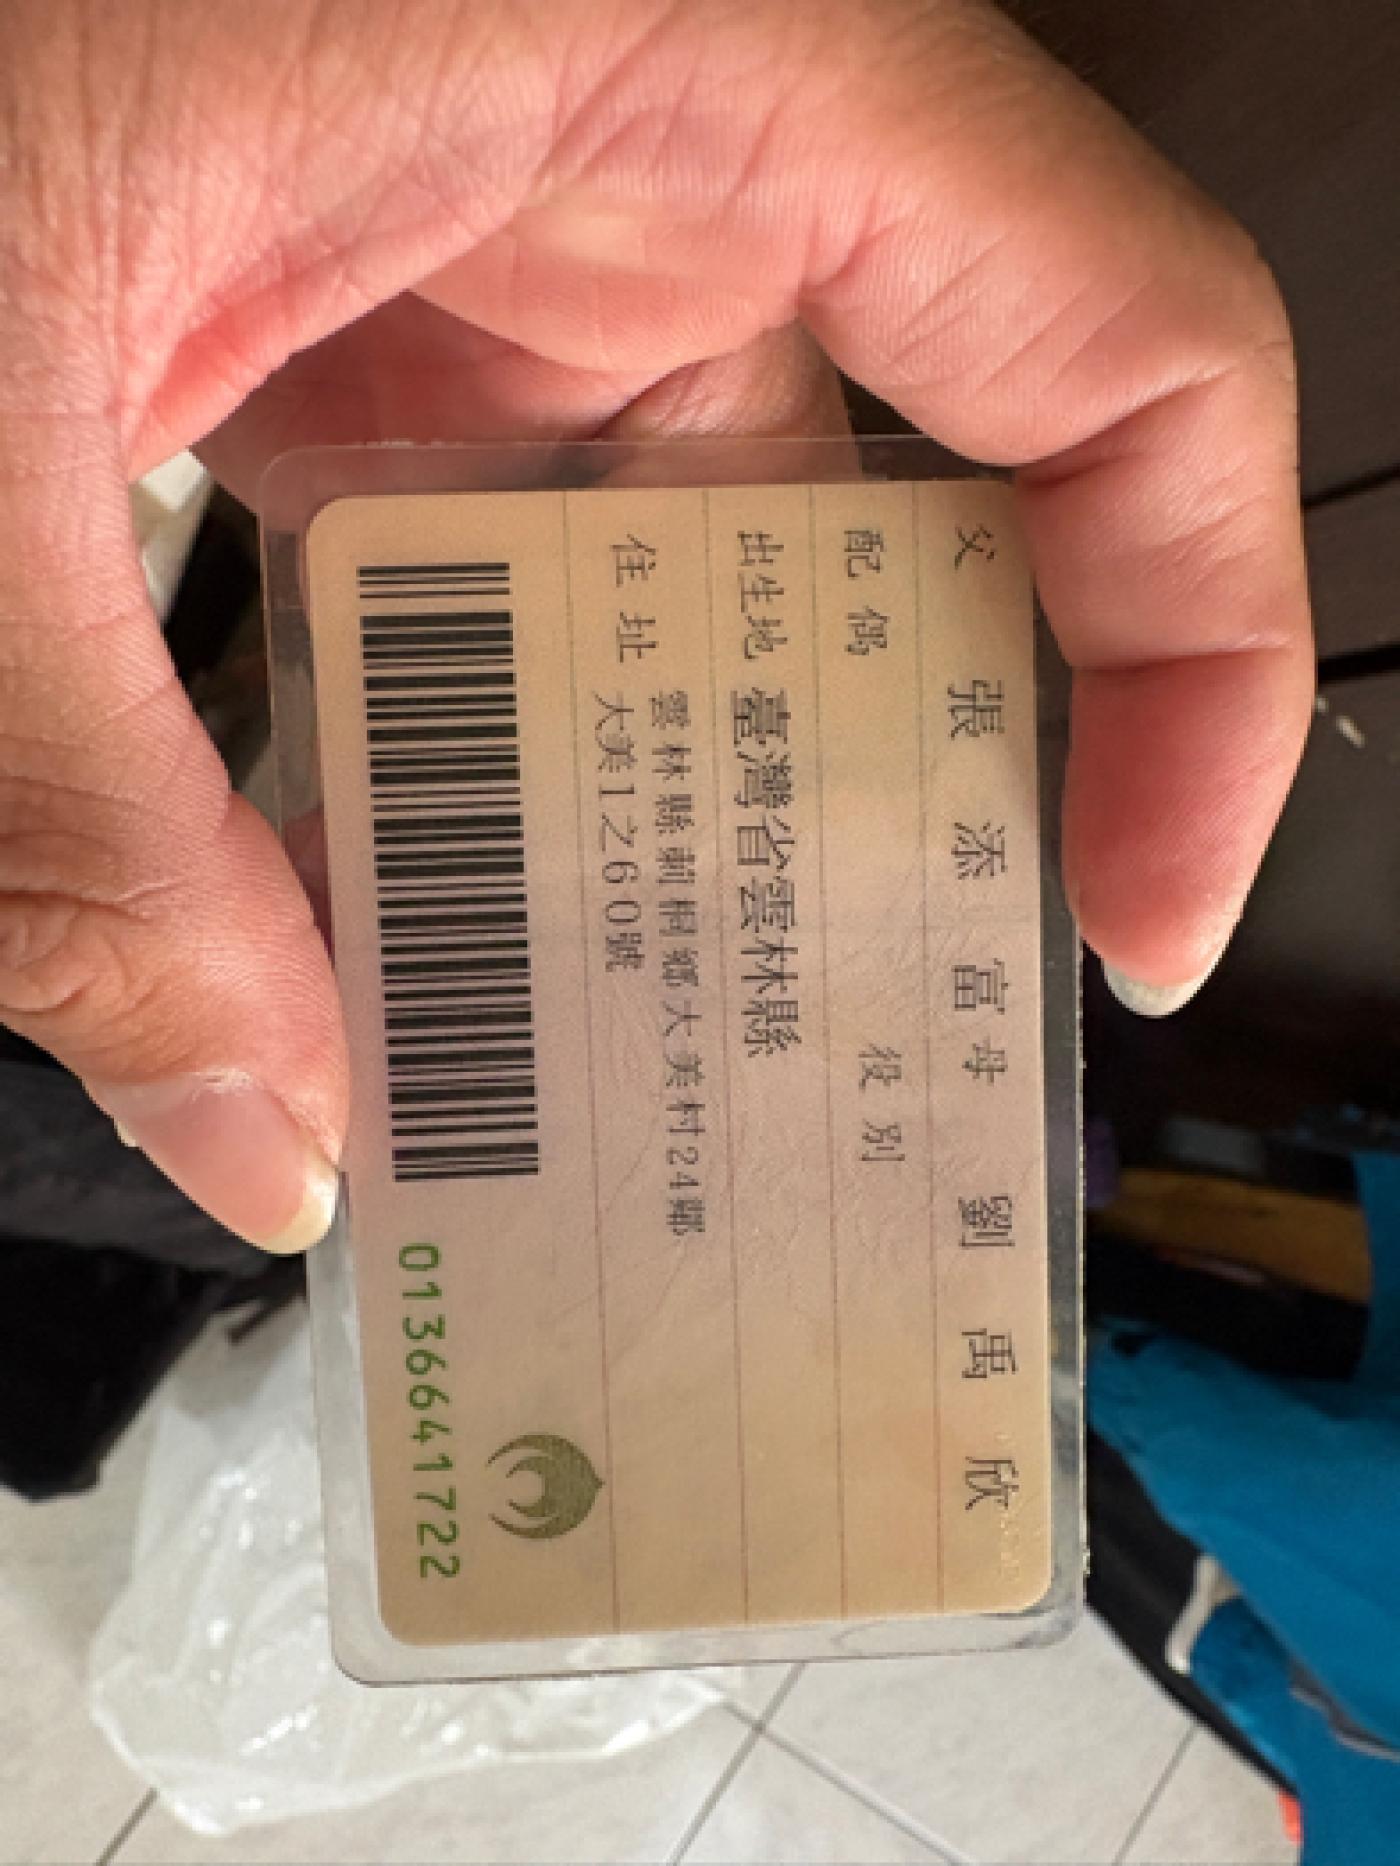 父 張添富 母 劉禹欣
配偶 役別
出生地 臺灣省雲林縣
住址 雲林縣莿桐鄉大美村24鄰
大美1之60號
0136641722